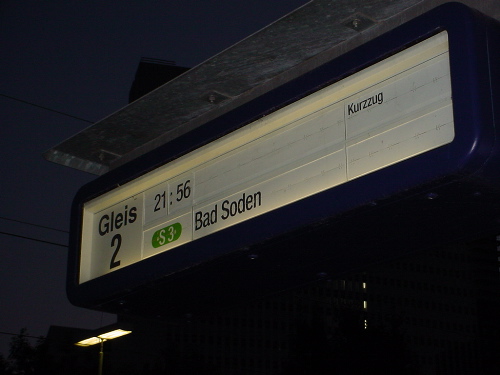 Gleis
2
21:56
S3
Bad Soden
Kurzzug